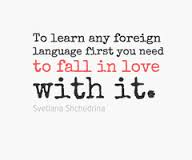 To learn any foreign
language first you need
to fall in love
with it.
Svetlana Shchedrina